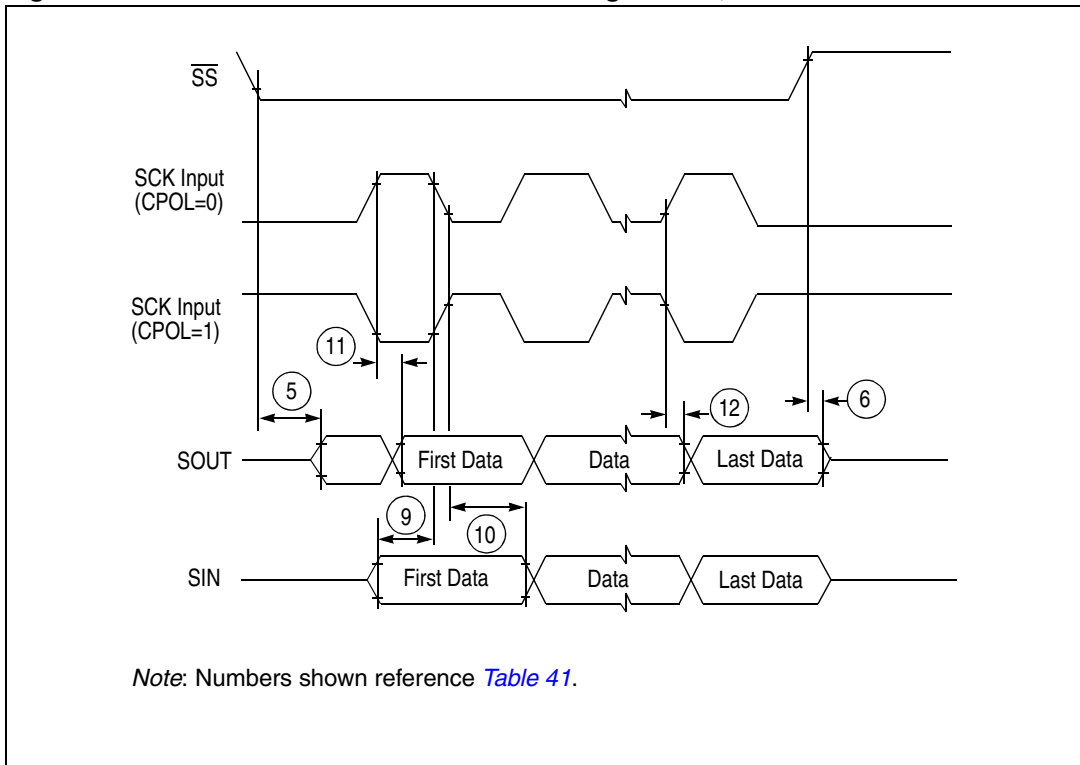 SS
SCK Input
(CPOL=0)
SCK Input
(CPOL=1)
11
5
12
6
SOUT
First Data
Data
Last Data
9
10
SIN
First Data
Data
Last Data
Note: Numbers shown reference Table 41.